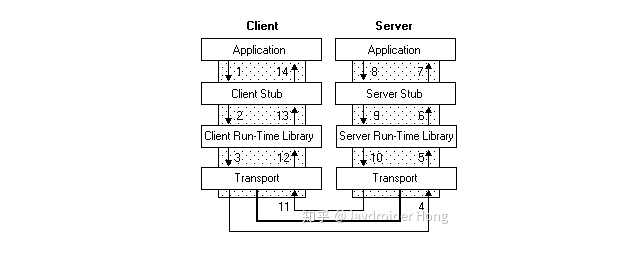 Client Server
Application Application
1 14 8 7
Client Stub Server Stub
2 13 9 6
Client Run-Time Library Server Run-Time Library
3 12 10 5
Transport Transport
11 4
知乎 @Jaydroider Hong